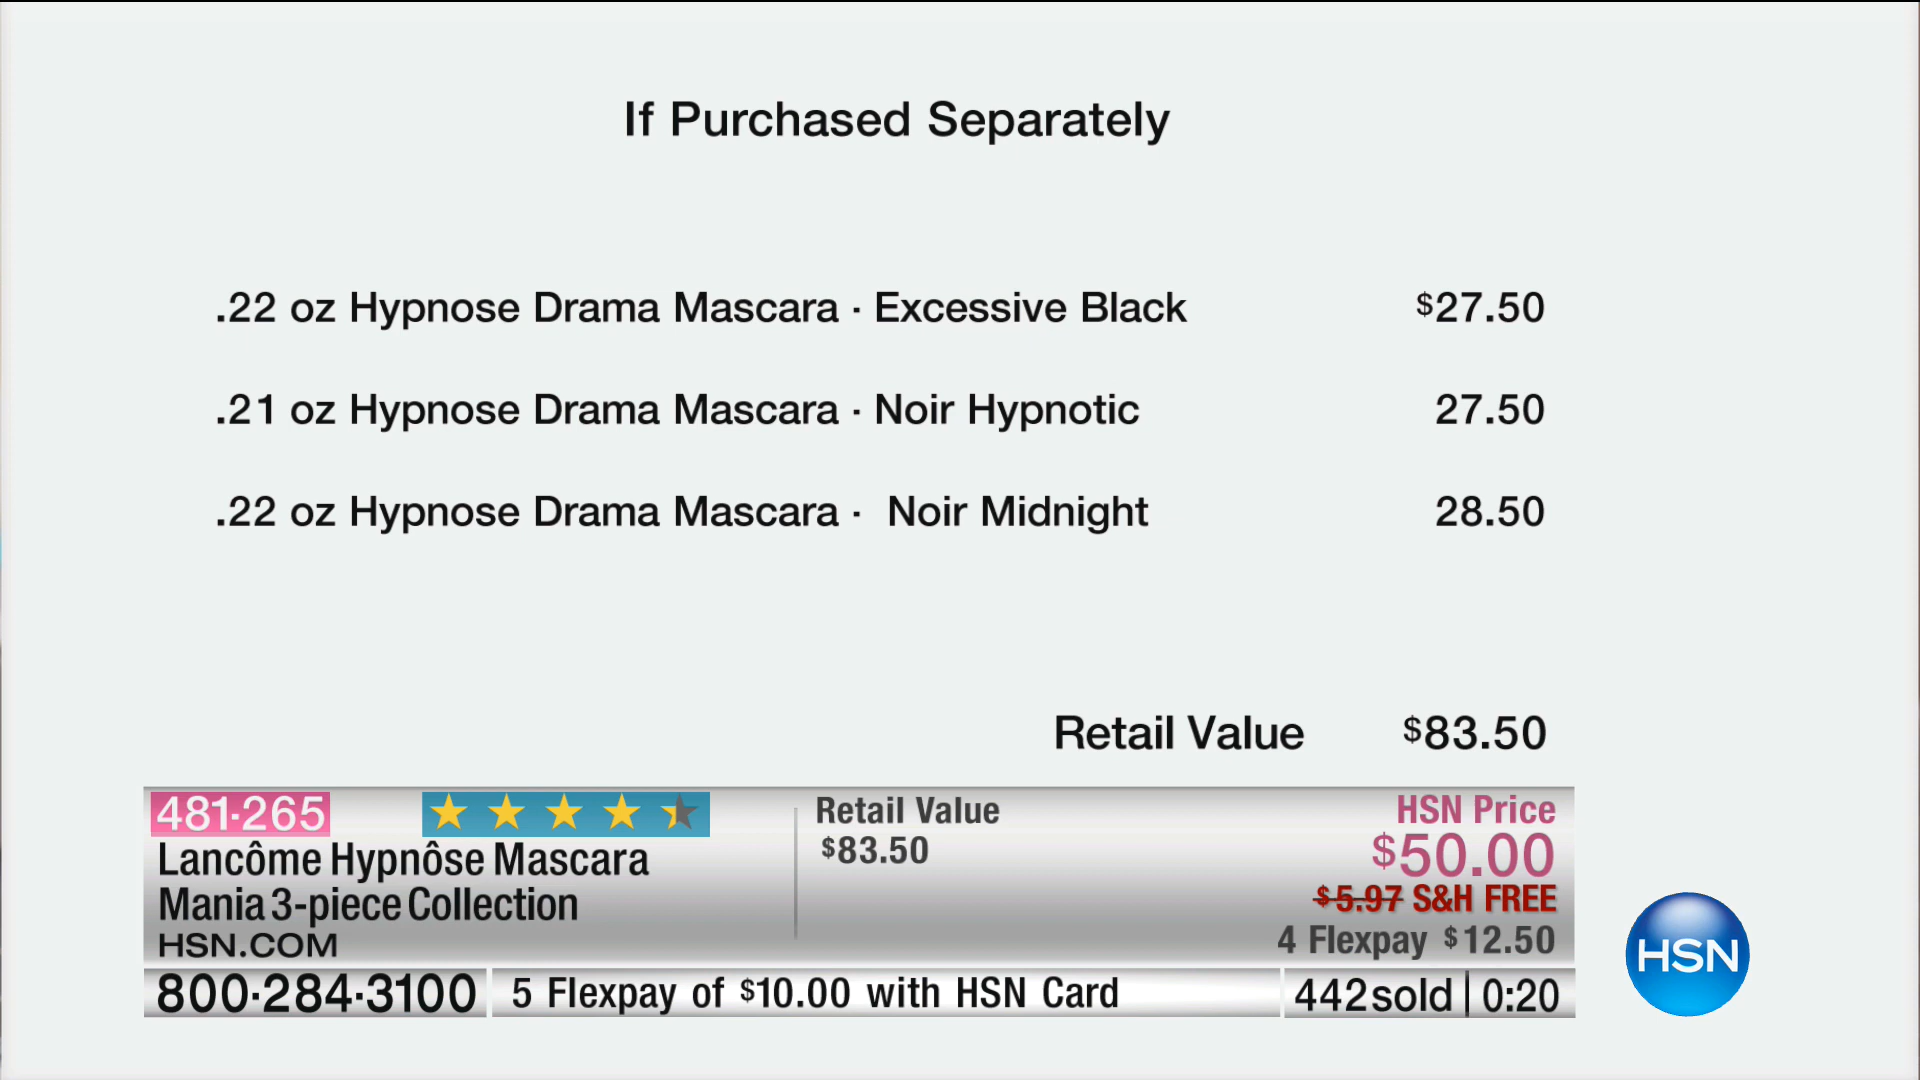 If Purchased Separately
.22 oz Hypnose Drama Mascara · Excessive Black $27.50
.21 oz Hypnose Drama Mascara · Noir Hypnotic 27.50
.22 oz Hypnose Drama Mascara · Noir Midnight 28.50
Retail Value $83.50
481·265
Lancôme Hypnôse Mascara
Mania 3-piece Collection
HSN.COM
Retail Value
$83.50
HSN Price
$50.00
$5.97 S&H FREE
4 Flexpay $12.50
800·284·3100
5 Flexpay of $10.00 with HSN Card
442 sold | 0:20
HSN